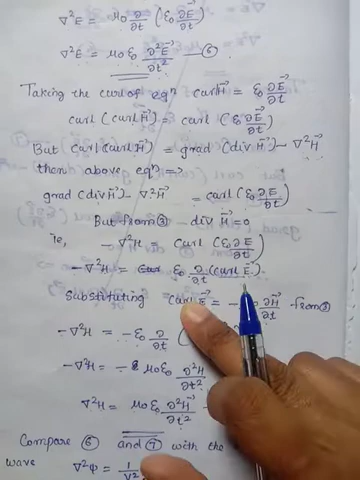 ∇²E = μ₀ ∂/∂t (ε₀ ∂E⃗/∂t)
∇²E = μ₀ ε₀ ∂²E⃗/∂t² — ⑥
Taking the curl of eqⁿ curl H⃗ = ε₀ ∂E⃗/∂t
curl (curl H⃗) = curl (ε₀ ∂E⃗/∂t)
But curl (curl H⃗) = grad (div H⃗) - ∇²H⃗
then above eqⁿ =>
grad (div H⃗) - ∇²H⃗ = curl (ε₀ ∂E/∂t)
But from ③ - div H⃗ = 0
ie, - ∇²H⃗ = curl (ε₀ ∂E/∂t)
- ∇²H⃗ = ε₀ ∂/∂t (curl E⃗)
Substituting curl E⃗ = - ∂H⃗/∂t from
-∇²H = - ε₀ ∂/∂t (
-∇²H = - μ₀ε₀ ∂²H/∂t²
∇²H = μ₀ε₀ ∂²H⃗/∂t²
Compare ⑥ and ⑦ with the
wave ∇²Φ = 1/V²